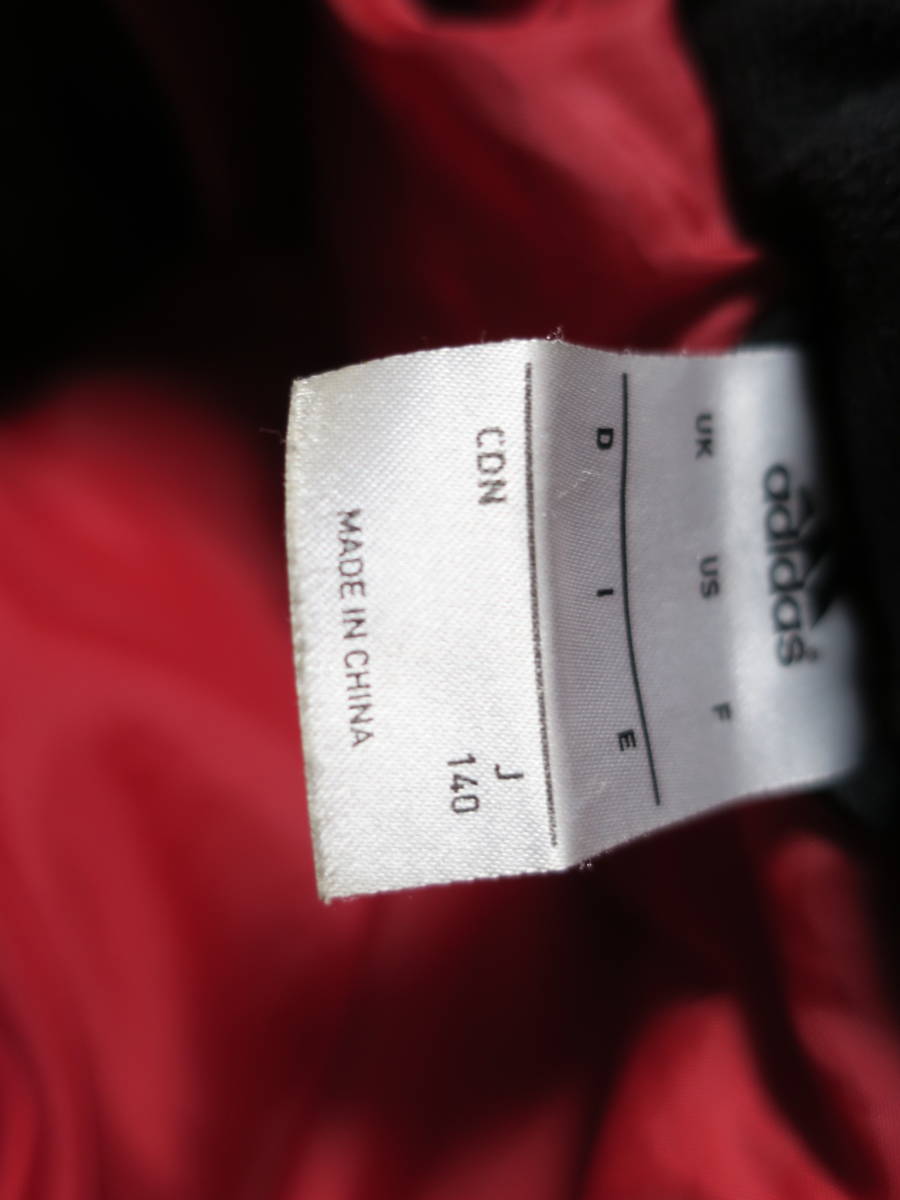 adidas
UK US F
D I E
CDN J
140
MADE IN CHINA